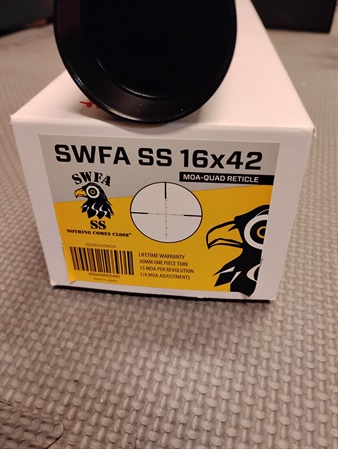 SWFA SS 16x42
MOA-QUAD RETICLE
SWFA
SS
"NOTHING COMES CLOSE"
LIFETIME WARRANTY
30MM ONE PIECE TUBE
15 MOA PER REVOLUTION
1/4 MOA ADJUSTMENTS